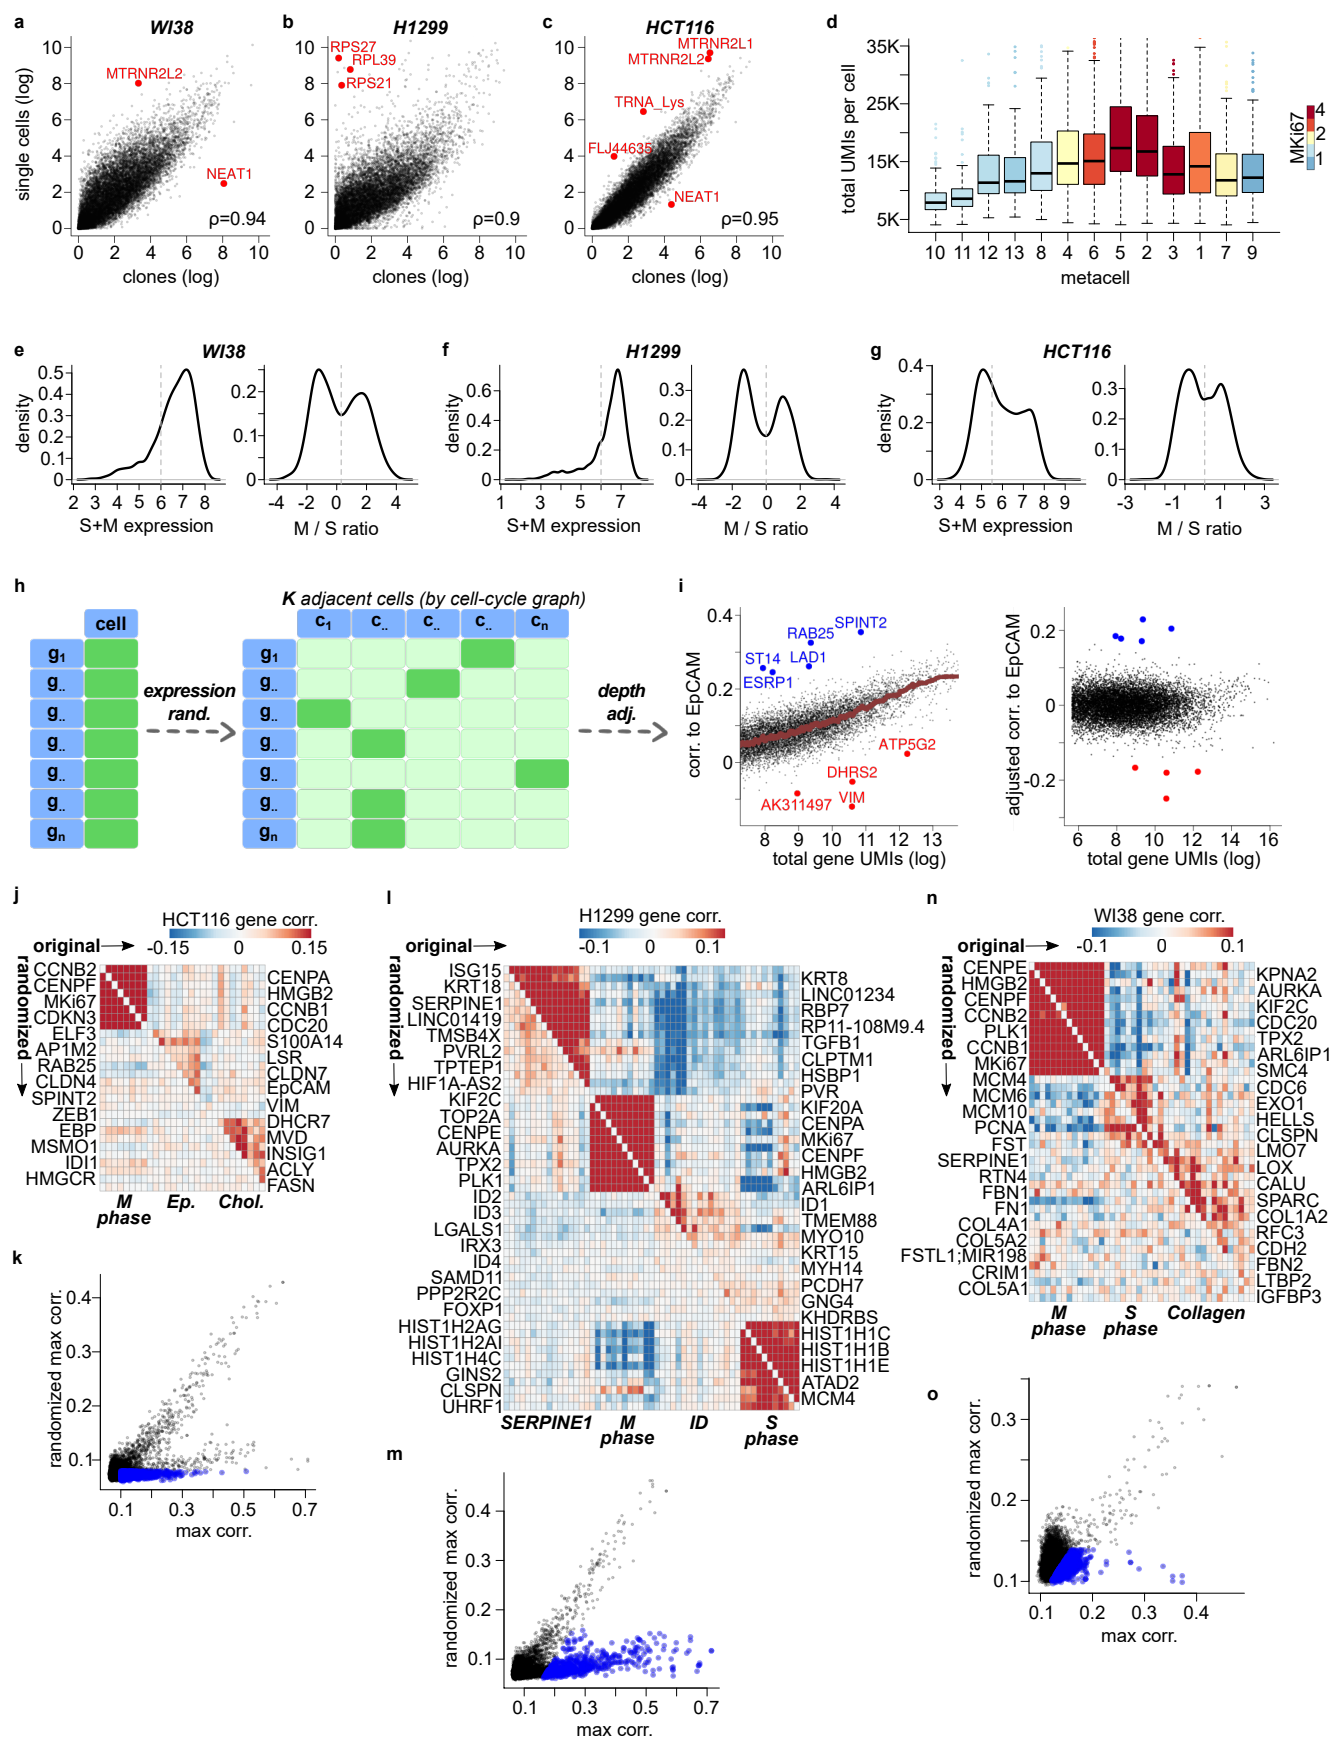 a
WI38
single cells (log)
10
8
6
4
2
0
MTRNR2L2
NEAT1
ρ=0.94
0 2 4 6 8 10
clones (log)
b
H1299
10
8
6
4
2
0
RPS27
RPL39
RPS21
ρ=0.9
0 2 4 6 8 10
clones (log)
c
HCT116
10
8
6
4
2
0
MTRNR2L1
MTRNR2L2
TRNA_Lys
FLJ44635
NEAT1
ρ=0.95
0 2 4 6 8 10
clones (log)
d
total UMIs per cell
35K
25K
15K
5K
10 11 12 13 8 4 6 5 2 3 1 7 9
metacell
MKi67
4
2
1
e
WI38
density
0.5
0.4
0.3
0.2
0.1
0
2 3 4 5 6 7 8
S+M expression
0.2
0.1
0
-4 -2 0 2 4
M / S ratio
f
H1299
density
0.6
0.4
0.2
0
1 3 5 7
S+M expression
0.3
0.2
0.1
0
-4 -2 0 2 4
M / S ratio
g
HCT116
density
0.4
0.2
0
3 4 5 6 7 8 9
S+M expression
0.3
0.2
0.1
0
-3 -1 1 3
M / S ratio
h
K adjacent cells (by cell-cycle graph)
cell
g1
g..
g..
g..
g..
g..
gn
expression
rand.
c1 c.. c.. c.. cn
g1
g..
g..
g..
g..
g..
gn
depth
adj.
i
corr. to EpCAM
0.4
0.2
0
SPINT2
RAB25
ST14
LAD1
ESRP1
ATP5G2
DHRS2
AK311497
VIM
8 9 10 11 12 13
total gene UMIs (log)
adjusted corr. to EpCAM
0.2
0
-0.2
6 8 10 12 14 16
total gene UMIs (log)
j
HCT116 gene corr.
-0.15 0 0.15
original
randomized
CCNB2
CENPF
MKi67
CDKN3
ELF3
AP1M2
RAB25
CLDN4
SPINT2
ZEB1
EBP
MSMO1
IDI1
HMGCR
CENPA
HMGB2
CCNB1
CDC20
S100A14
LSR
CLDN7
EpCAM
VIM
DHCR7
MVD
INSIG1
ACLY
FASN
M
phase
Ep.
Chol.
k
randomized max corr.
0.4
0.3
0.2
0.1
0.1 0.3 0.5 0.7
max corr.
l
H1299 gene corr.
-0.1 0 0.1
original
randomized
ISG15
KRT18
SERPINE1
LINC01419
TMSB4X
PVRL2
TPTEP1
HIF1A-AS2
KIF2C
TOP2A
CENPE
AURKA
TPX2
PLK1
ID2
ID3
LGALS1
IRX3
ID4
SAMD11
PPP2R2C
FOXP1
HIST1H2AG
HIST1H2AI
HIST1H4C
GINS2
CLSPN
UHRF1
KRT8
LINC01234
RBP7
RP11-108M9.4
TGFB1
CLPTM1
HSBP1
PVR
KIF20A
CENPA
MKi67
CENPF
HMGB2
ARL6IP1
ID1
TMEM88
MYO10
KRT15
MYH14
PCDH7
GNG4
KHDRBS
HIST1H1C
HIST1H1B
HIST1H1E
ATAD2
MCM4
SERPINE1
M
phase
ID
S
phase
m
randomized max corr.
0.4
0.3
0.2
0.1
0.1 0.3 0.5 0.7
max corr.
n
WI38 gene corr.
-0.1 0 0.1
original
randomized
CENPE
HMGB2
CENPF
CCNB2
PLK1
CCNB1
MKi67
MCM4
MCM6
MCM10
PCNA
FST
SERPINE1
RTN4
FBN1
FN1
COL4A1
COL5A2
FSTL1;MIR198
CRIM1
COL5A1
KPNA2
AURKA
KIF2C
CDC20
TPX2
ARL6IP1
SMC4
CDC6
EXO1
HELLS
CLSPN
LMO7
LOX
CALU
SPARC
COL1A2
RFC3
CDH2
FBN2
LTBP2
IGFBP3
M
phase
S
phase
Collagen
o
randomized max corr.
0.3
0.2
0.1
0.1 0.2 0.4
max corr.